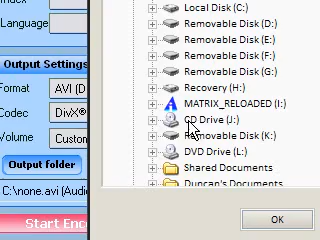 Index
Language
Output Settings
Format AVI (D
Codec DivX®
Volume Custom
Output folder
C:\none.avi (Audio
Start Enc
Local Disk (C:)
Removable Disk (D:)
Removable Disk (E:)
Removable Disk (F:)
Removable Disk (G:)
Recovery (H:)
MATRIX_RELOADED (I:)
CD Drive (J:)
Removable Disk (K:)
DVD Drive (L:)
Shared Documents
Duncan's Documents
OK